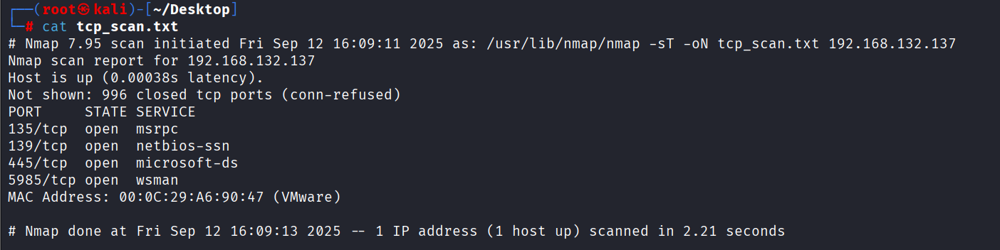 ┌──(root㉿kali)-[~/Desktop]
└─# cat tcp_scan.txt
# Nmap 7.95 scan initiated Fri Sep 12 16:09:11 2025 as: /usr/lib/nmap/nmap -sT -oN tcp_scan.txt 192.168.132.137
Nmap scan report for 192.168.132.137
Host is up (0.00038s latency).
Not shown: 996 closed tcp ports (conn-refused)
PORT     STATE SERVICE
135/tcp  open  msrpc
139/tcp  open  netbios-ssn
445/tcp  open  microsoft-ds
5985/tcp open  wsman
MAC Address: 00:0C:29:A6:90:47 (VMware)

# Nmap done at Fri Sep 12 16:09:13 2025 -- 1 IP address (1 host up) scanned in 2.21 seconds